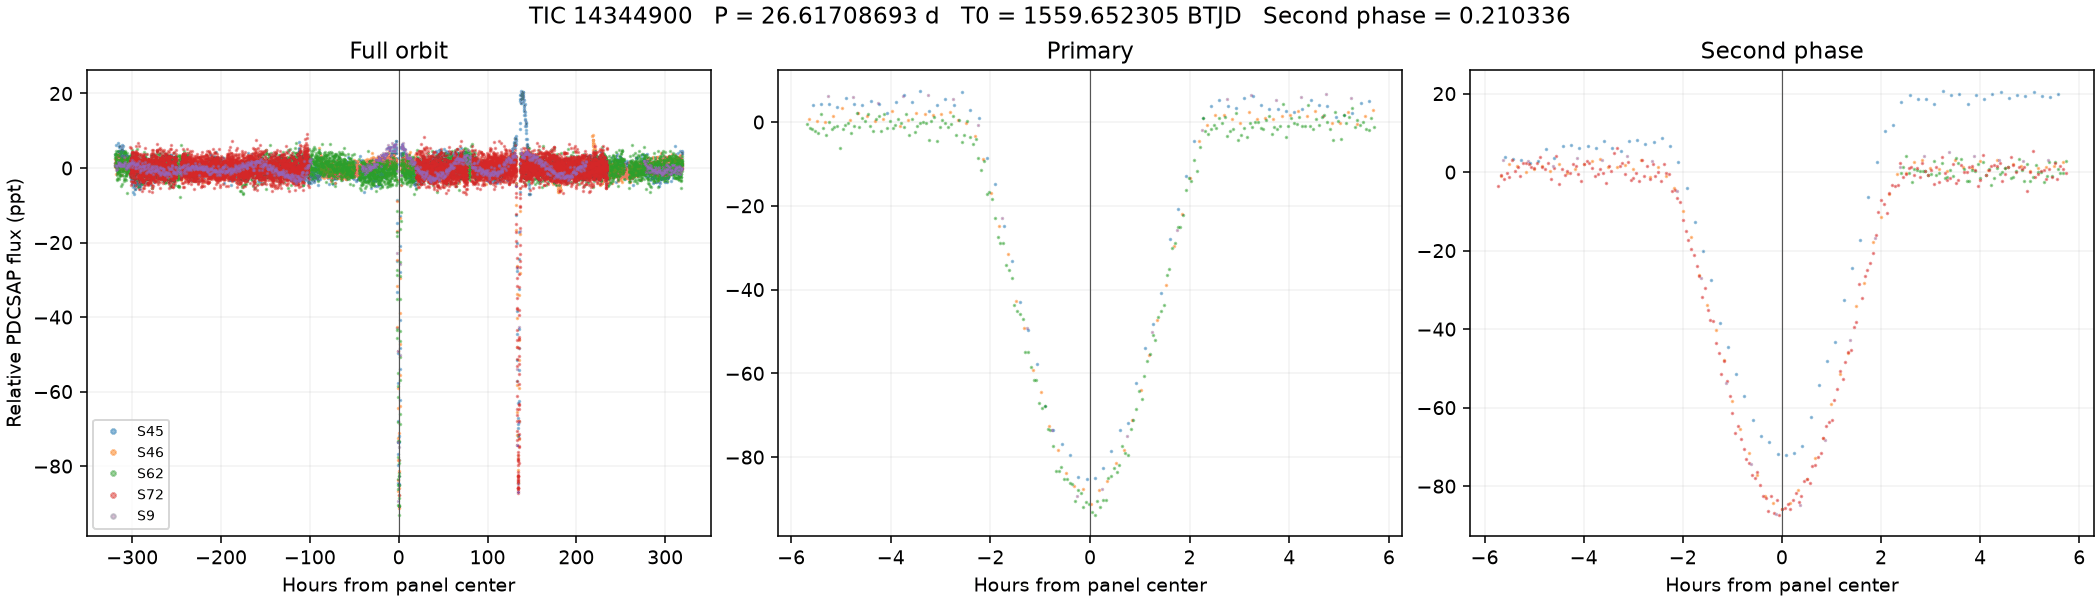 TIC 14344900   P = 26.61708693 d   T0 = 1559.652305 BTJD   Second phase = 0.210336
Full orbit
Relative PDCSAP flux (ppt)
20
0
−20
−40
−60
−80
S45
S46
S62
S72
S9
−300
−200
−100
0
100
200
300
Hours from panel center
Primary
0
−20
−40
−60
−80
−6
−4
−2
0
2
4
6
Hours from panel center
Second phase
20
0
−20
−40
−60
−80
−6
−4
−2
0
2
4
6
Hours from panel center